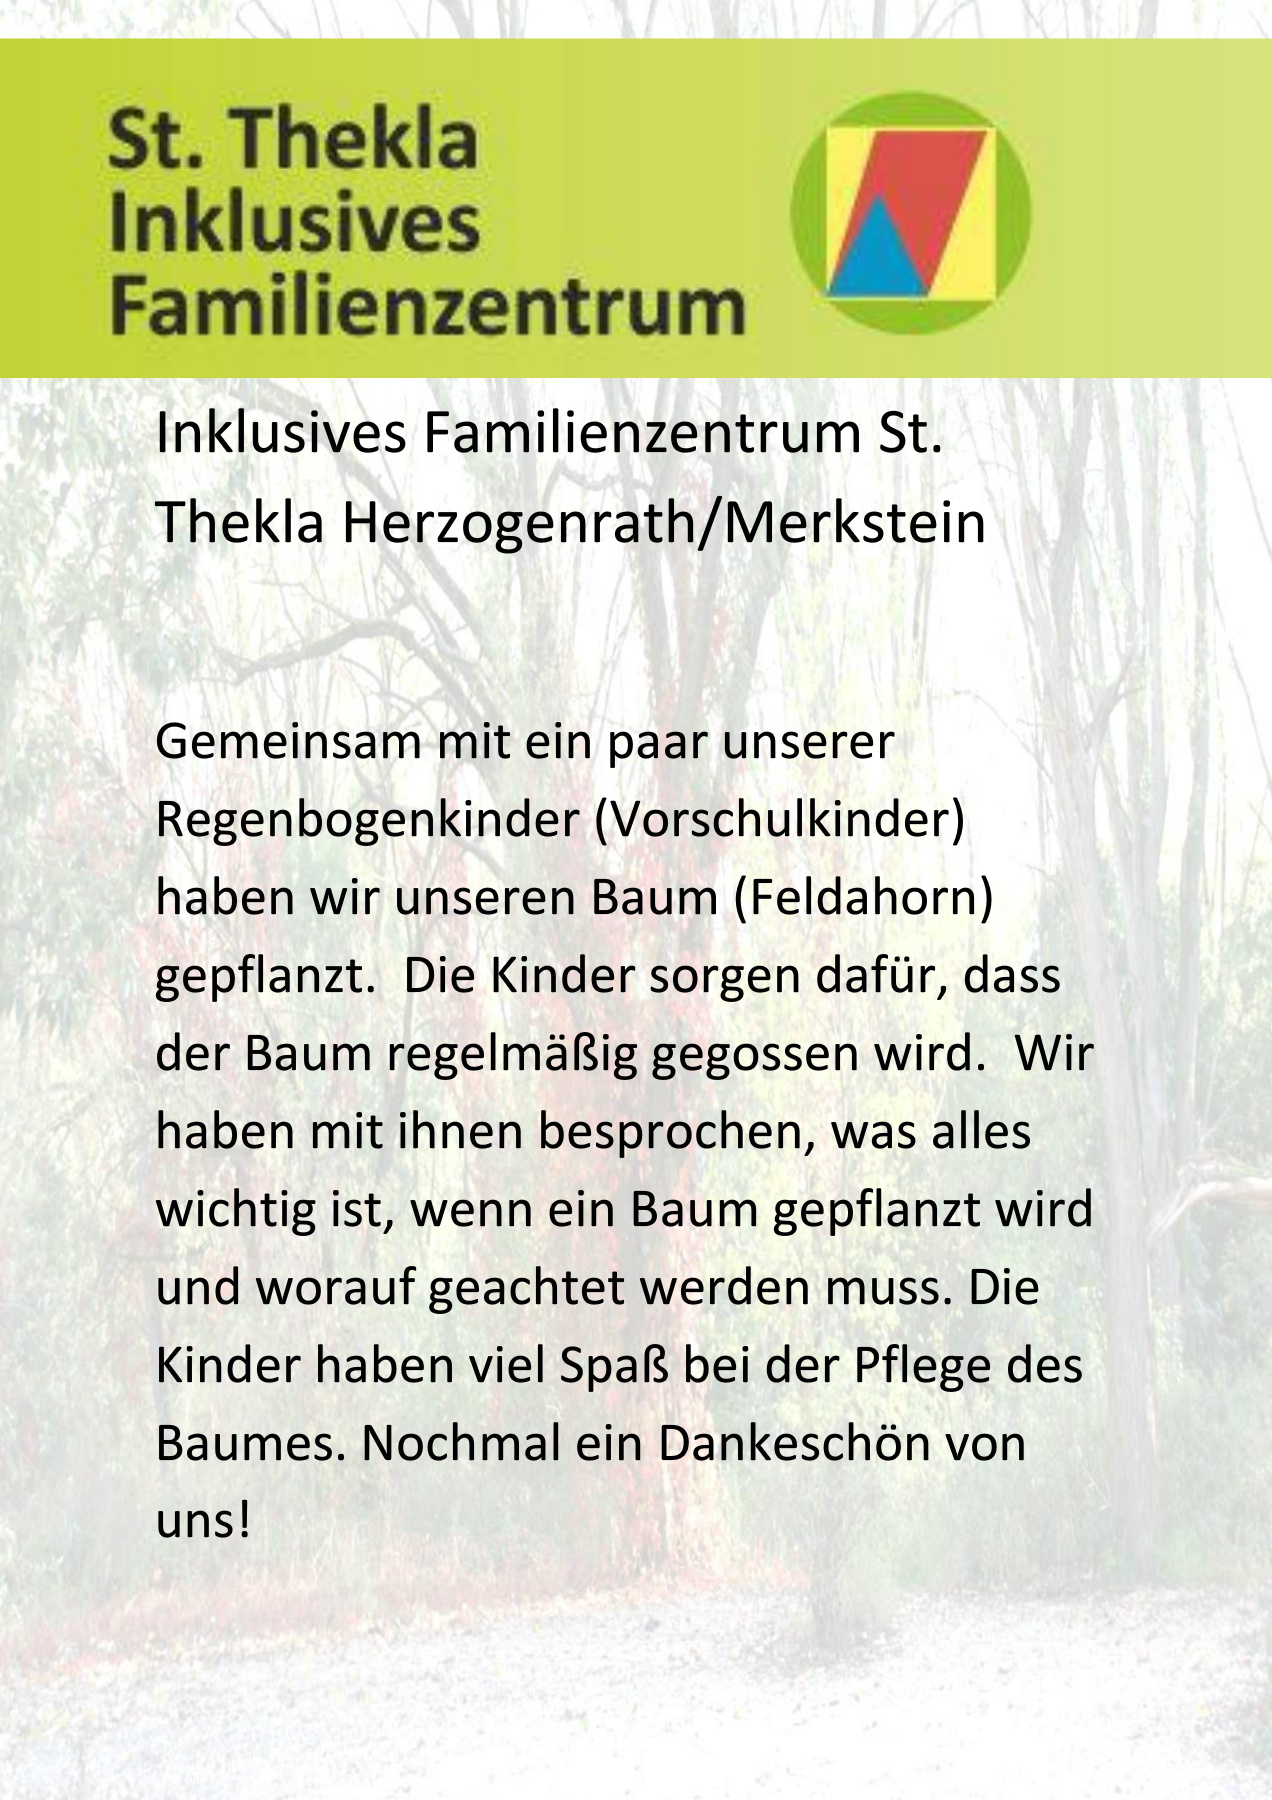 St. Thekla
Inklusives
Familienzentrum
Inklusives Familienzentrum St.
Thekla Herzogenrath/Merkstein
Gemeinsam mit ein paar unserer
Regenbogenkinder (Vorschulkinder)
haben wir unseren Baum (Feldahorn)
gepflanzt.  Die Kinder sorgen dafür, dass
der Baum regelmäßig gegossen wird.  Wir
haben mit ihnen besprochen, was alles
wichtig ist, wenn ein Baum gepflanzt wird
und worauf geachtet werden muss. Die
Kinder haben viel Spaß bei der Pflege des
Baumes. Nochmal ein Dankeschön von
uns!